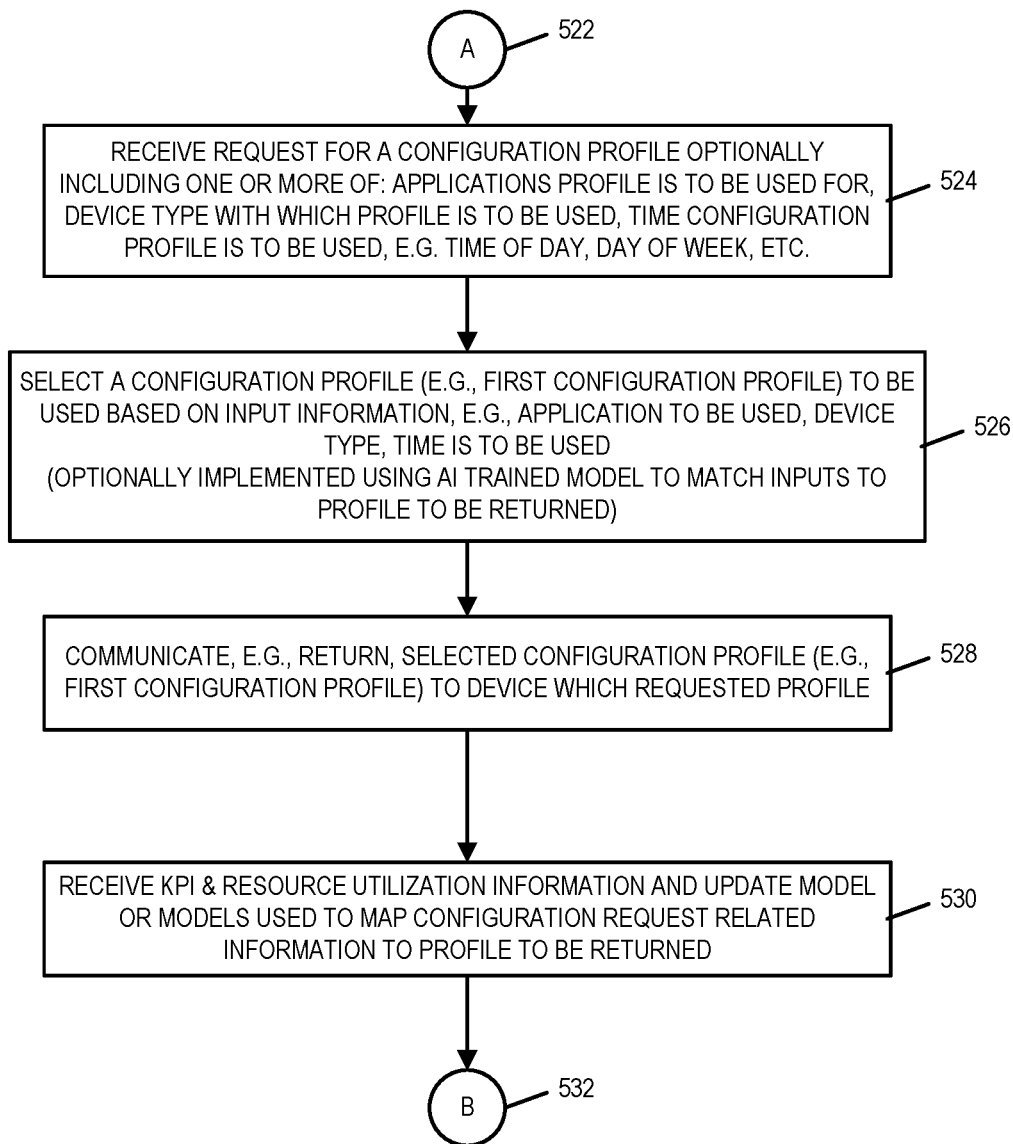 A
522
RECEIVE REQUEST FOR A CONFIGURATION PROFILE OPTIONALLY
INCLUDING ONE OR MORE OF: APPLICATIONS PROFILE IS TO BE USED FOR,
DEVICE TYPE WITH WHICH PROFILE IS TO BE USED, TIME CONFIGURATION
PROFILE IS TO BE USED, E.G. TIME OF DAY, DAY OF WEEK, ETC.
524
SELECT A CONFIGURATION PROFILE (E.G., FIRST CONFIGURATION PROFILE) TO BE
USED BASED ON INPUT INFORMATION, E.G., APPLICATION TO BE USED, DEVICE
TYPE, TIME IS TO BE USED
(OPTIONALLY IMPLEMENTED USING AI TRAINED MODEL TO MATCH INPUTS TO
PROFILE TO BE RETURNED)
526
COMMUNICATE, E.G., RETURN, SELECTED CONFIGURATION PROFILE (E.G.,
FIRST CONFIGURATION PROFILE) TO DEVICE WHICH REQUESTED PROFILE
528
RECEIVE KPI & RESOURCE UTILIZATION INFORMATION AND UPDATE MODEL
OR MODELS USED TO MAP CONFIGURATION REQUEST RELATED
INFORMATION TO PROFILE TO BE RETURNED
530
B
532